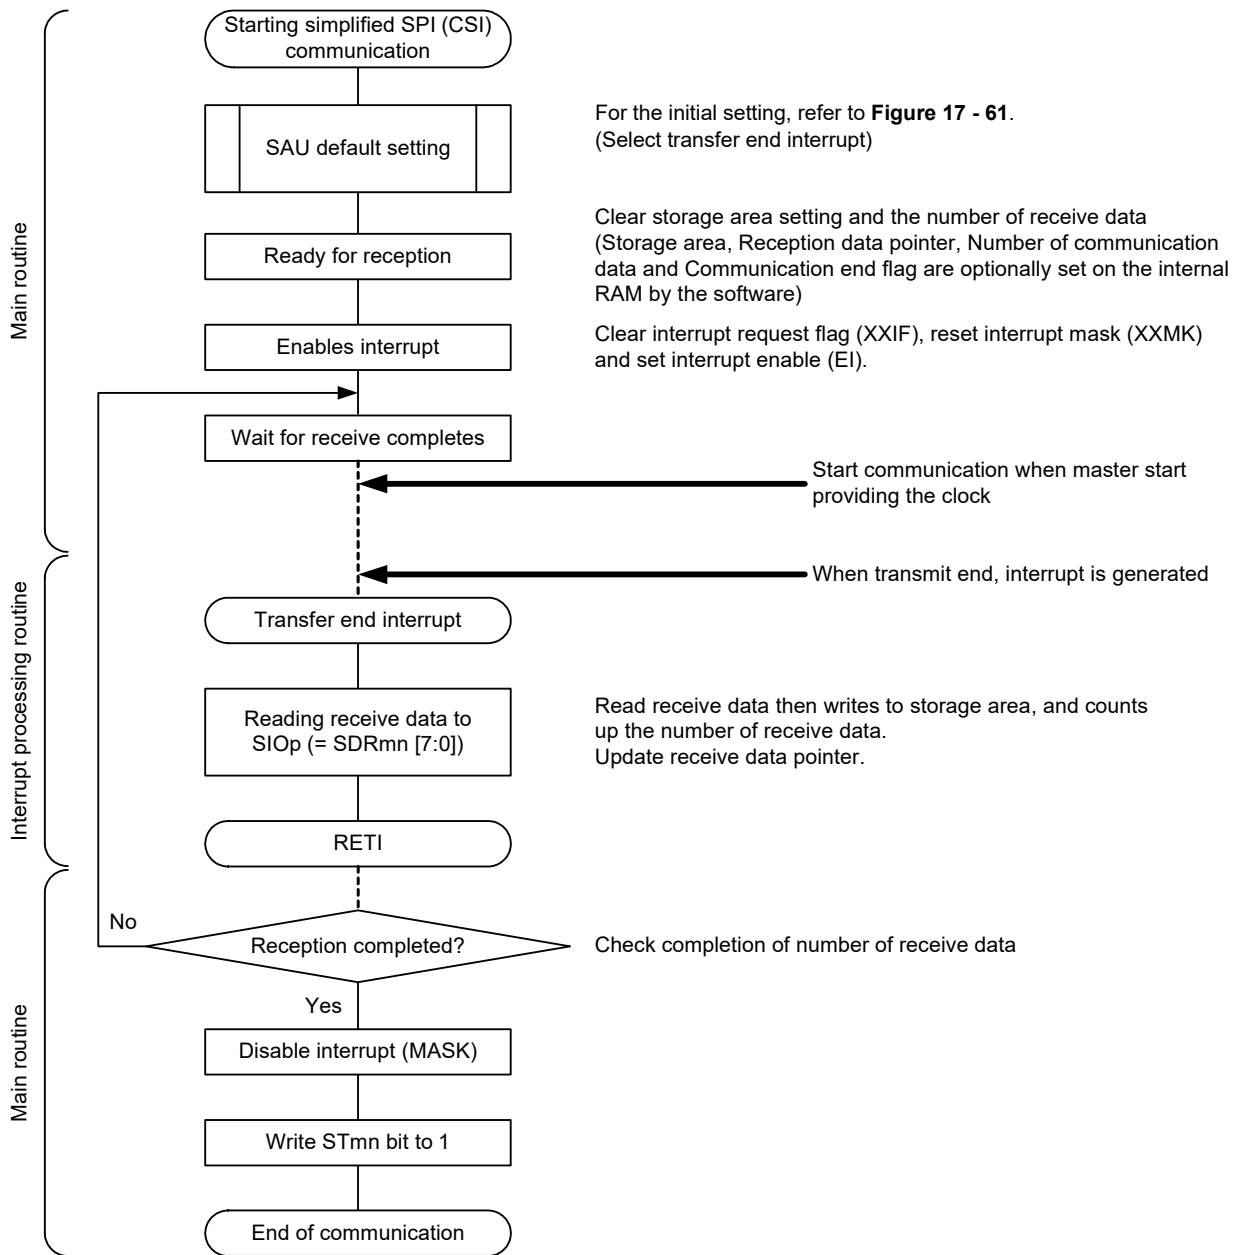 Starting simplified SPI (CSI)
communication
For the initial setting, refer to Figure 17 - 61.
(Select transfer end interrupt)
SAU default setting
Clear storage area setting and the number of receive data
(Storage area, Reception data pointer, Number of communication
data and Communication end flag are optionally set on the internal
RAM by the software)
Ready for reception
Main routine
Clear interrupt request flag (XXIF), reset interrupt mask (XXMK)
and set interrupt enable (EI).
Enables interrupt
Wait for receive completes
Start communication when master start
providing the clock
When transmit end, interrupt is generated
Transfer end interrupt
Interrupt processing routine
Reading receive data to
SIOp (= SDRmn [7:0])
Read receive data then writes to storage area, and counts
up the number of receive data.
Update receive data pointer.
RETI
No
Reception completed?
Check completion of number of receive data
Yes
Main routine
Disable interrupt (MASK)
Write STmn bit to 1
End of communication